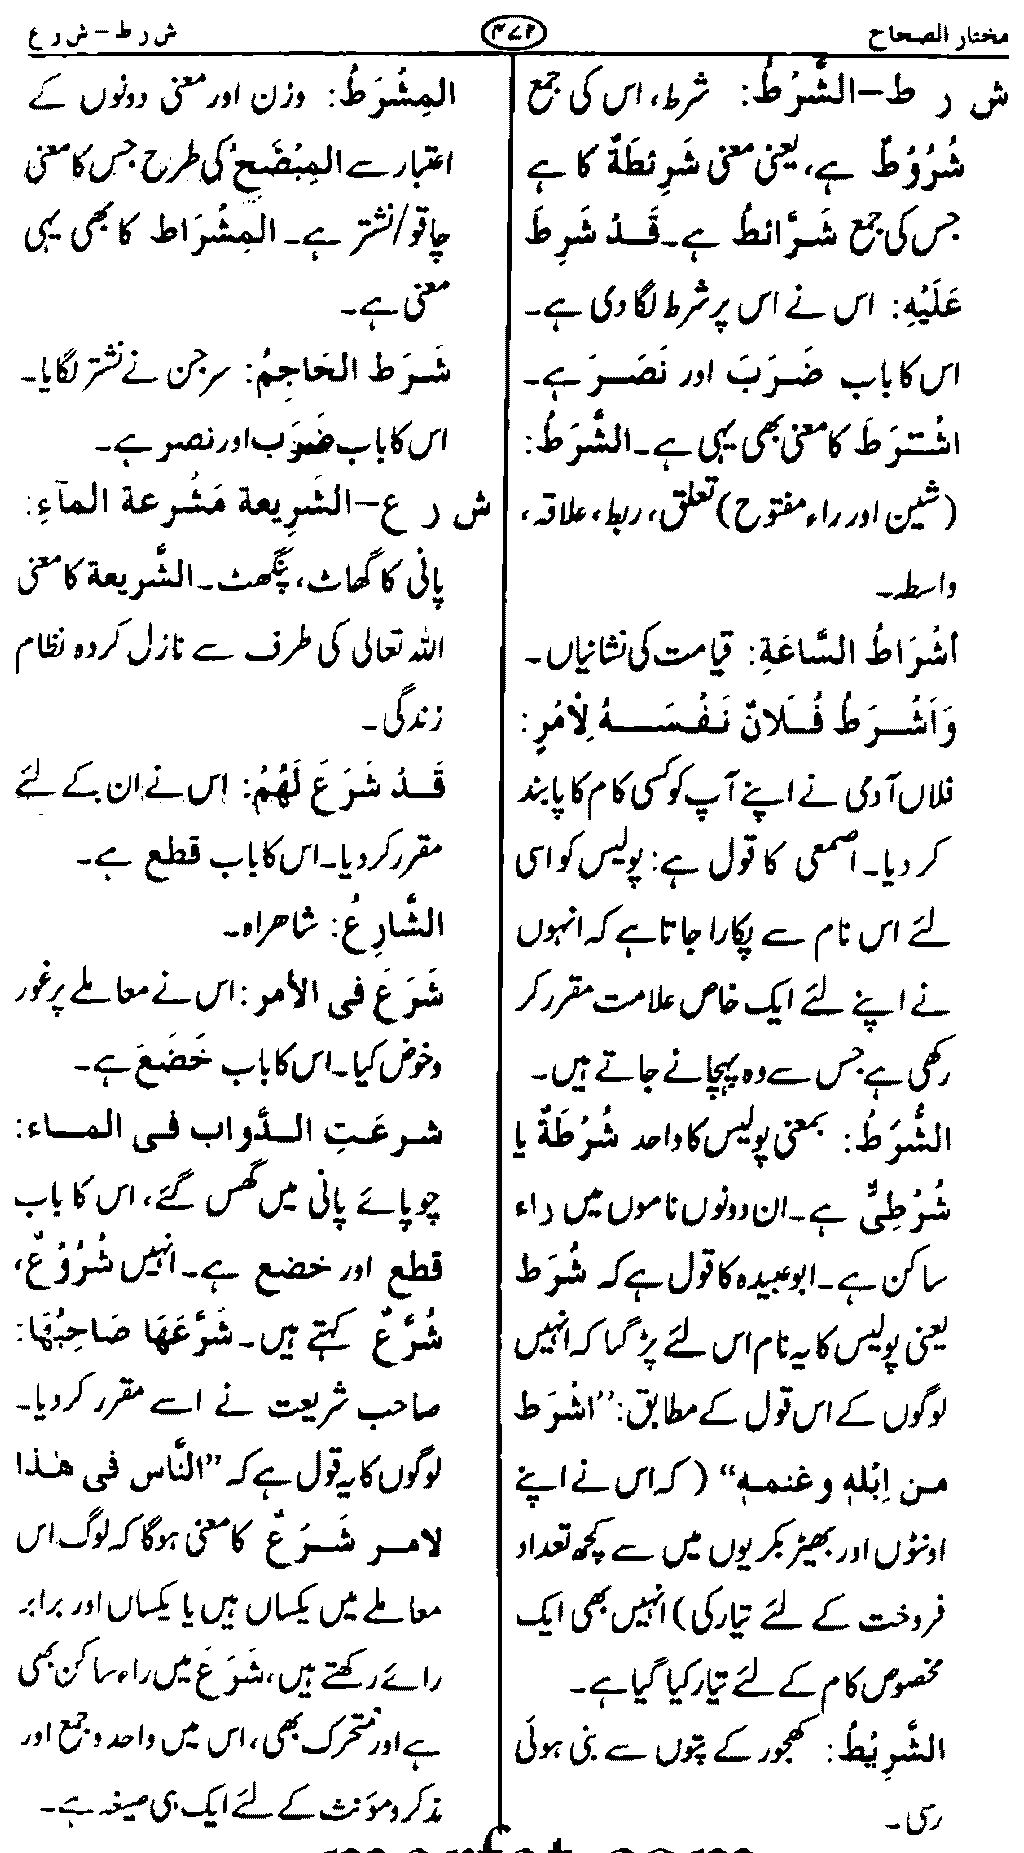 مختار الصحاح
۴۷۲
ش ر ط – ش ر ع
ش ر ط–الشَّرْطُ: شرط، اس کی جمع
شُرُوْطٌ ہے، یعنی معنی شَرِیْطَةٌ کا ہے
جس کی جمع شَرَّائطُ ہے۔ قَدْ شَرِطَ
عَلَیْهِ: اس نے اس پر شرط لگا دی ہے۔
اس کا باب ضَرَبَ اور نَصَرَ ہے۔
اشْتَرَطَ کا معنی بھی یہی ہے۔ الشَّرَطُ:
(شین اور راء مفتوح) تعلق، ربط، علاقہ،
واسطہ۔
أشْرَاطُ السَّاعَةِ: قیامت کی نشانیاں۔
وَاَشْرَطُ فُلَانٌ نَفْسَهُ لِاَمْرٍ:
فلاں آدمی نے اپنے آپ کو کسی کام کا پابند
کر دیا۔ اصمعی کا قول ہے: پولیس کو اسی
لئے اس نام سے پکارا جاتا ہے کہ انہوں
نے اپنے لئے ایک خاص علامت مقرر کر
رکھی ہے جس سے وہ پہچانے جاتے ہیں۔
الشُّرَطُ: بمعنی پولیس کا واحد شُرْطَةٌ یا
شُرْطِیٌّ ہے۔ ان دونوں ناموں میں راء
ساکن ہے۔ ابوعبیدہ کا قول ہے کہ شُرَط
یعنی پولیس کا یہ نام اس لئے پڑ گیا کہ انہیں
لوگوں کے اس قول کے مطابق: ”اشْرَط
من اِبْلِهٖ و غنمهٖ“ (کہ اس نے اپنے
اونٹوں اور بھیڑ بکریوں میں سے کچھ تعداد
فروخت کے لئے تیار کی) انہیں بھی ایک
مخصوص کام کے لئے تیار کیا گیا ہے۔
الشَّرِیْطُ: کھجور کے پتوں سے بنی ہوئی
رسی۔
المِشْرَطُ: وزن اور معنی دونوں کے
اعتبار سے المِبْضَعُ کی طرح جس کا معنی
چاقو/نشتر ہے۔ المِشْرَاط کا بھی یہی
معنی ہے۔
شَرَط الحَاجِمُ: سرجن نے نشتر لگایا۔
اس کا باب ضَرَب اور نصر ہے۔
ش ر ع–الشَرِیعة مَشْرعة المآءِ:
پانی کا گھاٹ، پنگھٹ۔ الشَّریعة کا معنی
اللہ تعالیٰ کی طرف سے نازل کردہ نظام
زندگی۔
قَدْ شَرَعَ لَهُمْ: اس نے ان کے لئے
مقرر کر دیا۔ اس کا باب قطع ہے۔
الشَّارِعُ: شاہراہ۔
شَرَعَ فی الأمر: اس نے معاملے پر غور
و خوض کیا۔ اس کا باب خَضَعَ ہے۔
شرعَتِ الدَّواب فی الماء:
چوپائے پانی میں گھس گئے، اس کا باب
قطع اور خضع ہے۔ انہیں شُرُوْعٌ،
شُرَّعٌ کہتے ہیں۔ شَرَّعَهَا صَاحِبُهَا:
صاحب شریعت نے اسے مقرر کر دیا۔
لوگوں کا یہ قول ہے کہ ”النَّاس فی هٰذا
لامر شَرَعٌ کا معنی ہوگا کہ لوگ اس
معاملے میں یکساں ہیں یا یکساں اور برابر
رائے رکھتے ہیں، شَرَعَ میں راء ساکن بھی
ہے اور متحرک بھی، اس میں واحد و جمع اور
مذکر و مؤنث کے لئے ایک ہی صیغہ ہے۔